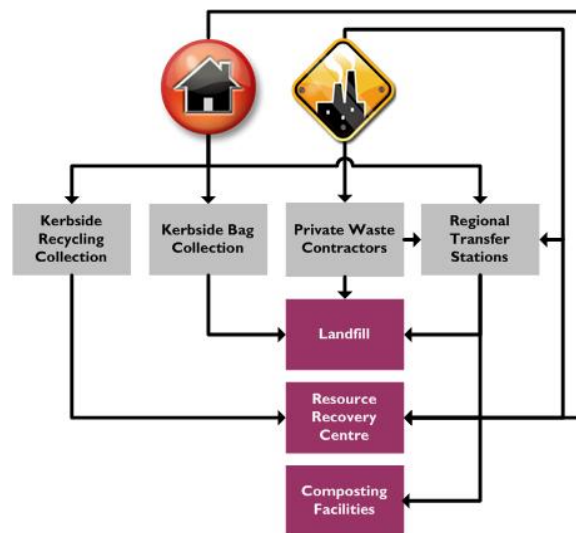 Kerbside
Recycling
Collection
Kerbside Bag
Collection
Private Waste
Contractors
Regional
Transfer
Stations
Landfill
Resource
Recovery
Centre
Composting
Facilities